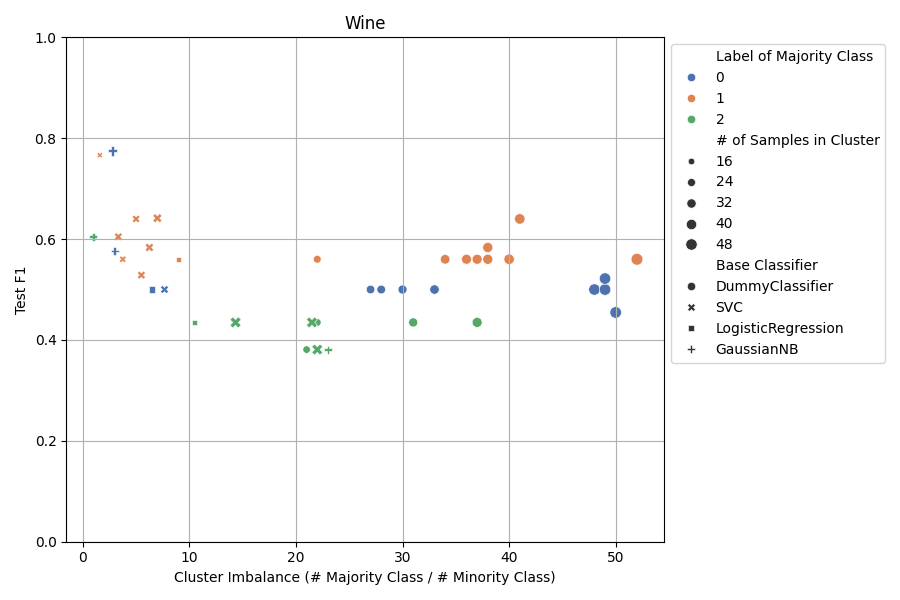 Wine
1.0
0.8
0.6
0.4
0.2
0.0
Test F1
0 10 20 30 40 50
Cluster Imbalance (# Majority Class / # Minority Class)
Label of Majority Class
0
1
2
# of Samples in Cluster
16
24
32
40
48
Base Classifier
DummyClassifier
SVC
LogisticRegression
GaussianNB